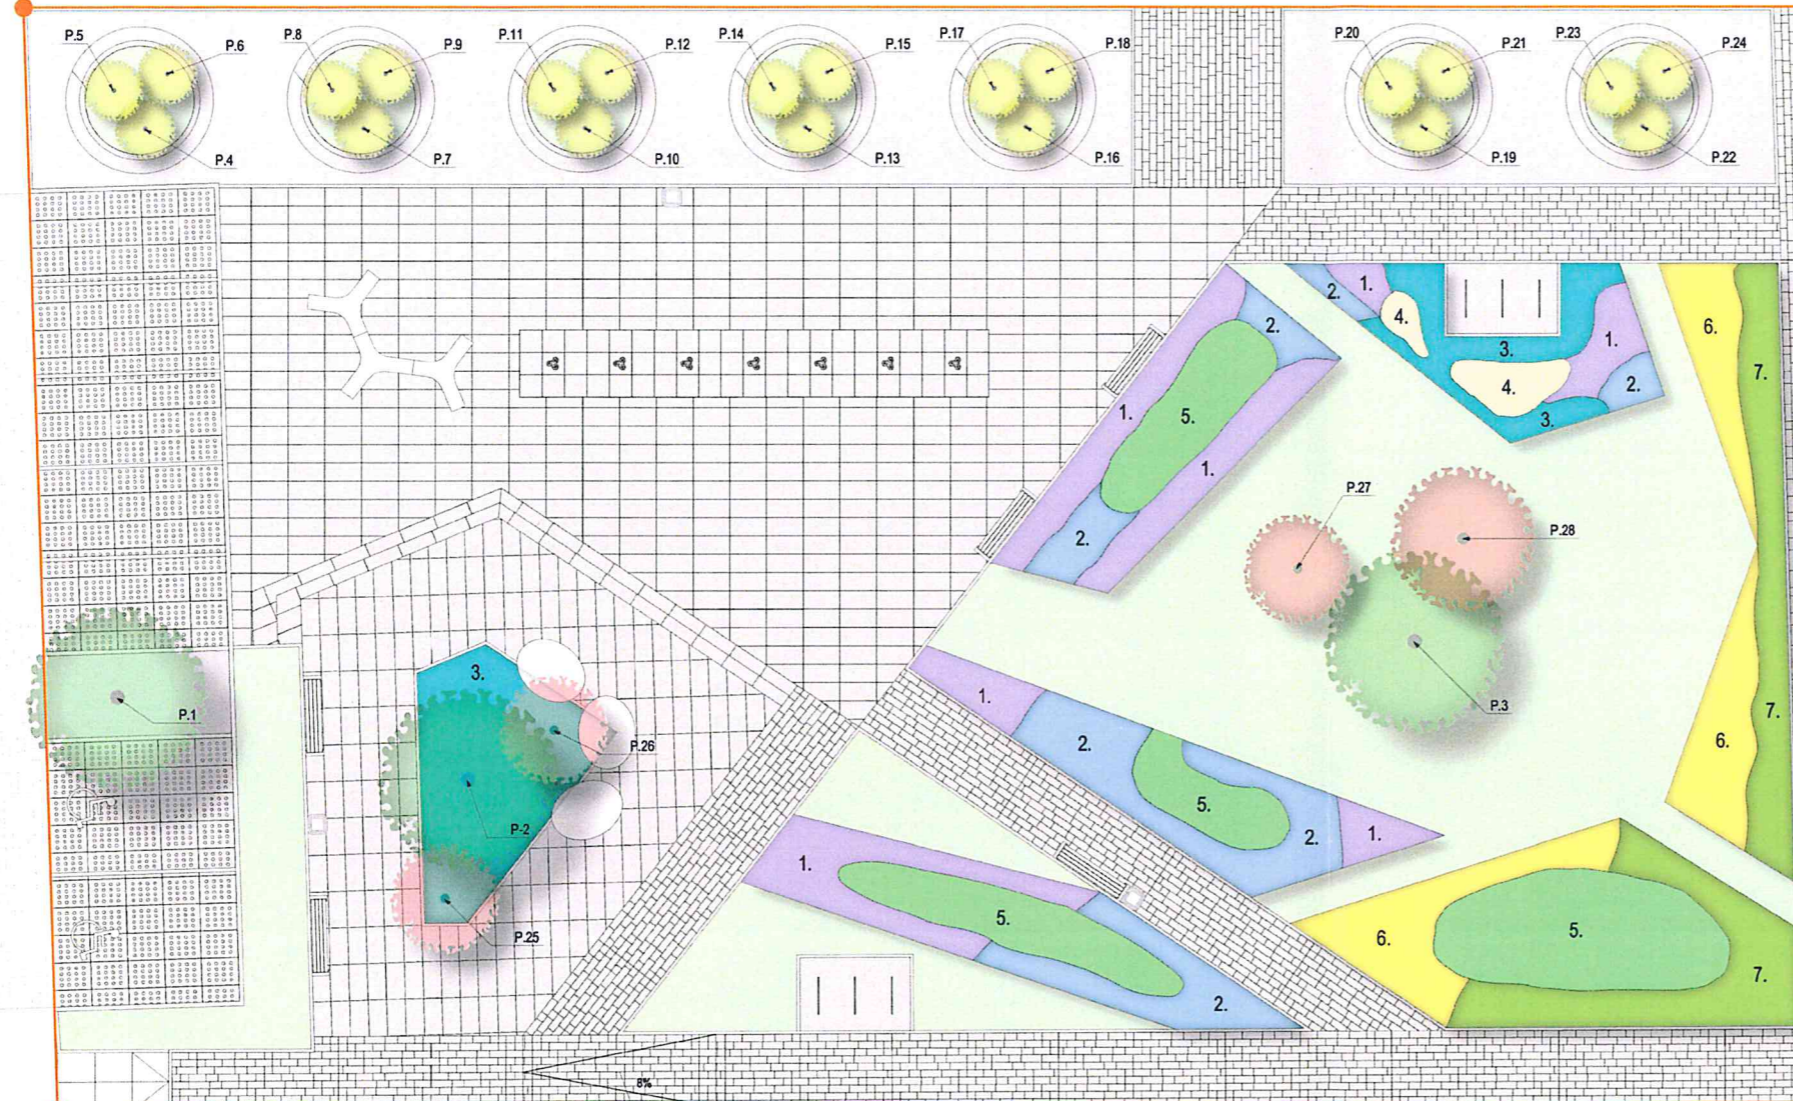 P.5 P.6 P.8 P.9 P.11 P.12 P.14 P.15 P.17 P.18 P.20 P.21 P.23 P.24
P.4 P.7 P.10 P.13 P.16 P.19 P.22
2. 1.
4.
2. 6.
3. 1.
7.
4. 2.
1. 5. 3.
1.
P.27
P.28
2.
3.
1. P.3
P.1 7.
2. P.26 6.
5.
P-2 2. 1.
1.
5. 5.
P.25 6.
7.
2.
8%